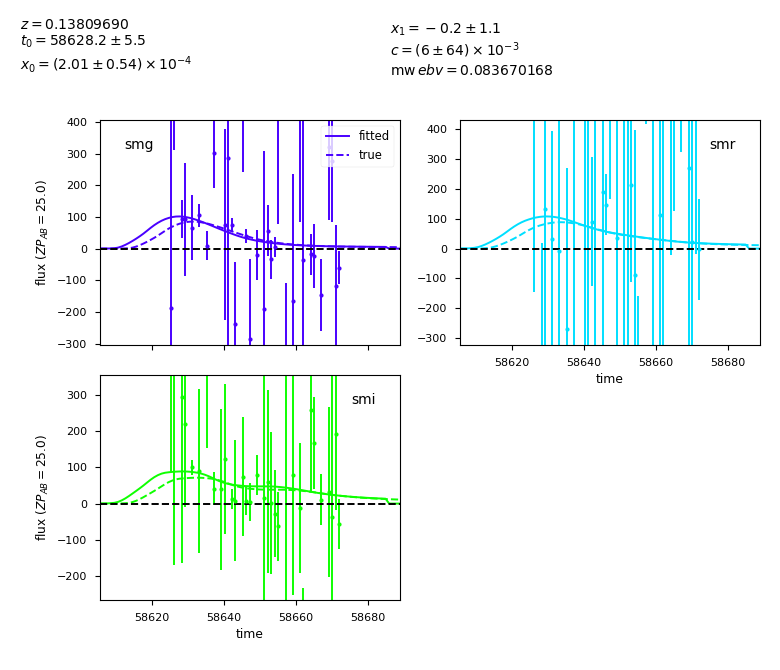 z = 0.13809690
t₀ = 58628.2 ± 5.5
x₀ = (2.01 ± 0.54) × 10⁻⁴
x₁ = −0.2 ± 1.1
c = (6 ± 64) × 10⁻³
mw ebv = 0.083670168
smg
fitted
true
400
300
200
100
0
−100
−200
−300
flux (ZP_AB = 25.0)
smr
400
300
200
100
0
−100
−200
−300
58620 58640 58660 58680
time
smi
300
200
100
0
−100
−200
flux (ZP_AB = 25.0)
58620 58640 58660 58680
time